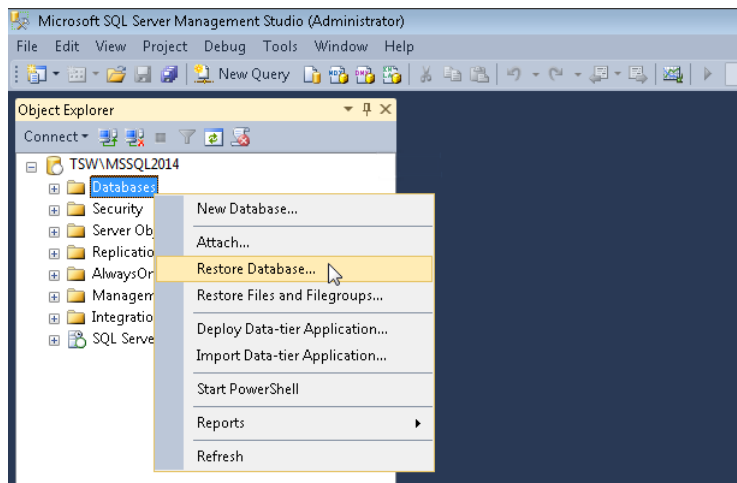 Microsoft SQL Server Management Studio (Administrator)
File Edit View Project Debug Tools Window Help
New Query
Object Explorer
Connect
TSW\MSSQL2014
Databases
Security
Server Obj
Replicatio
AlwaysOn
Managem
Integratio
SQL Serve
New Database...
Attach...
Restore Database...
Restore Files and Filegroups...
Deploy Data-tier Application...
Import Data-tier Application...
Start PowerShell
Reports
Refresh